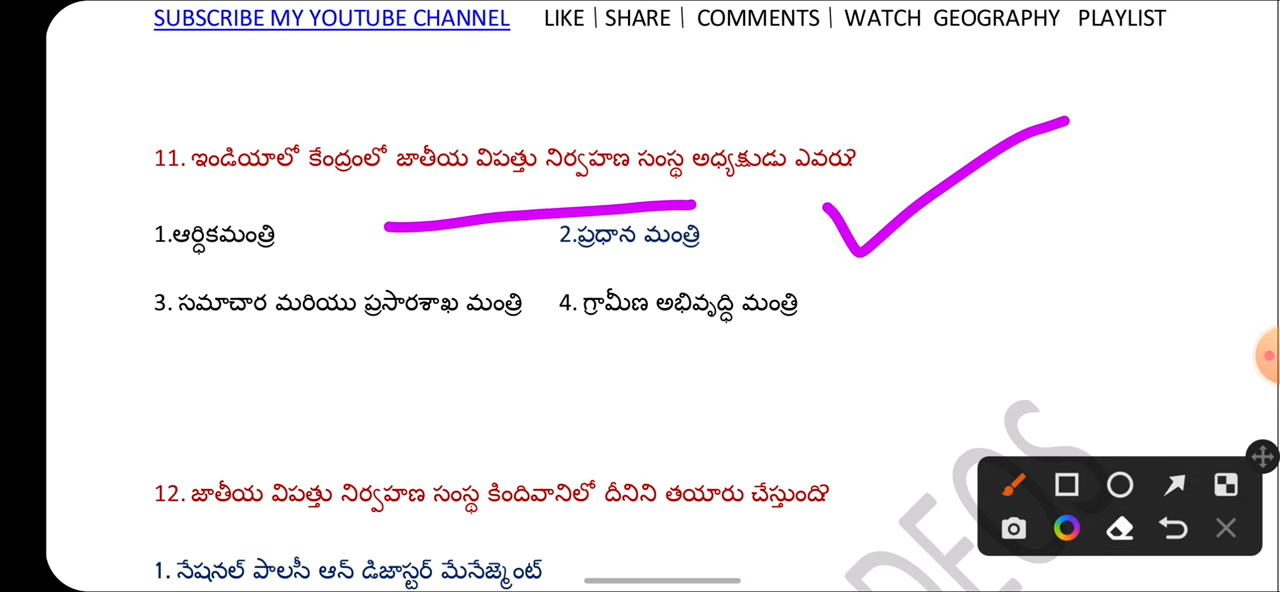 SUBSCRIBE MY YOUTUBE CHANNEL LIKE | SHARE | COMMENTS | WATCH GEOGRAPHY PLAYLIST
11. ఇండియాలో కేంద్రంలో జాతీయ విపత్తు నిర్వహణ సంస్థ అధ్యక్షుడు ఎవరు?
1.ఆర్ధికమంత్రి 2.ప్రధాన మంత్రి
3. సమాచార మరియు ప్రసారశాఖ మంత్రి 4. గ్రామీణ అభివృద్ధి మంత్రి
12. జాతీయ విపత్తు నిర్వహణ సంస్థ కిందివానిలో దీనిని తయారు చేస్తుంది?
1. నేషనల్ పాలసీ ఆన్ డిజాస్టర్ మేనేజ్మెంట్